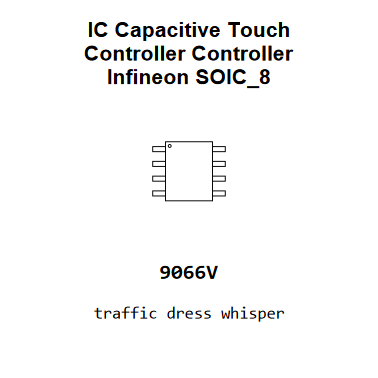 IC Capacitive Touch
Controller Controller
Infineon SOIC_8
9066V
traffic dress whisper